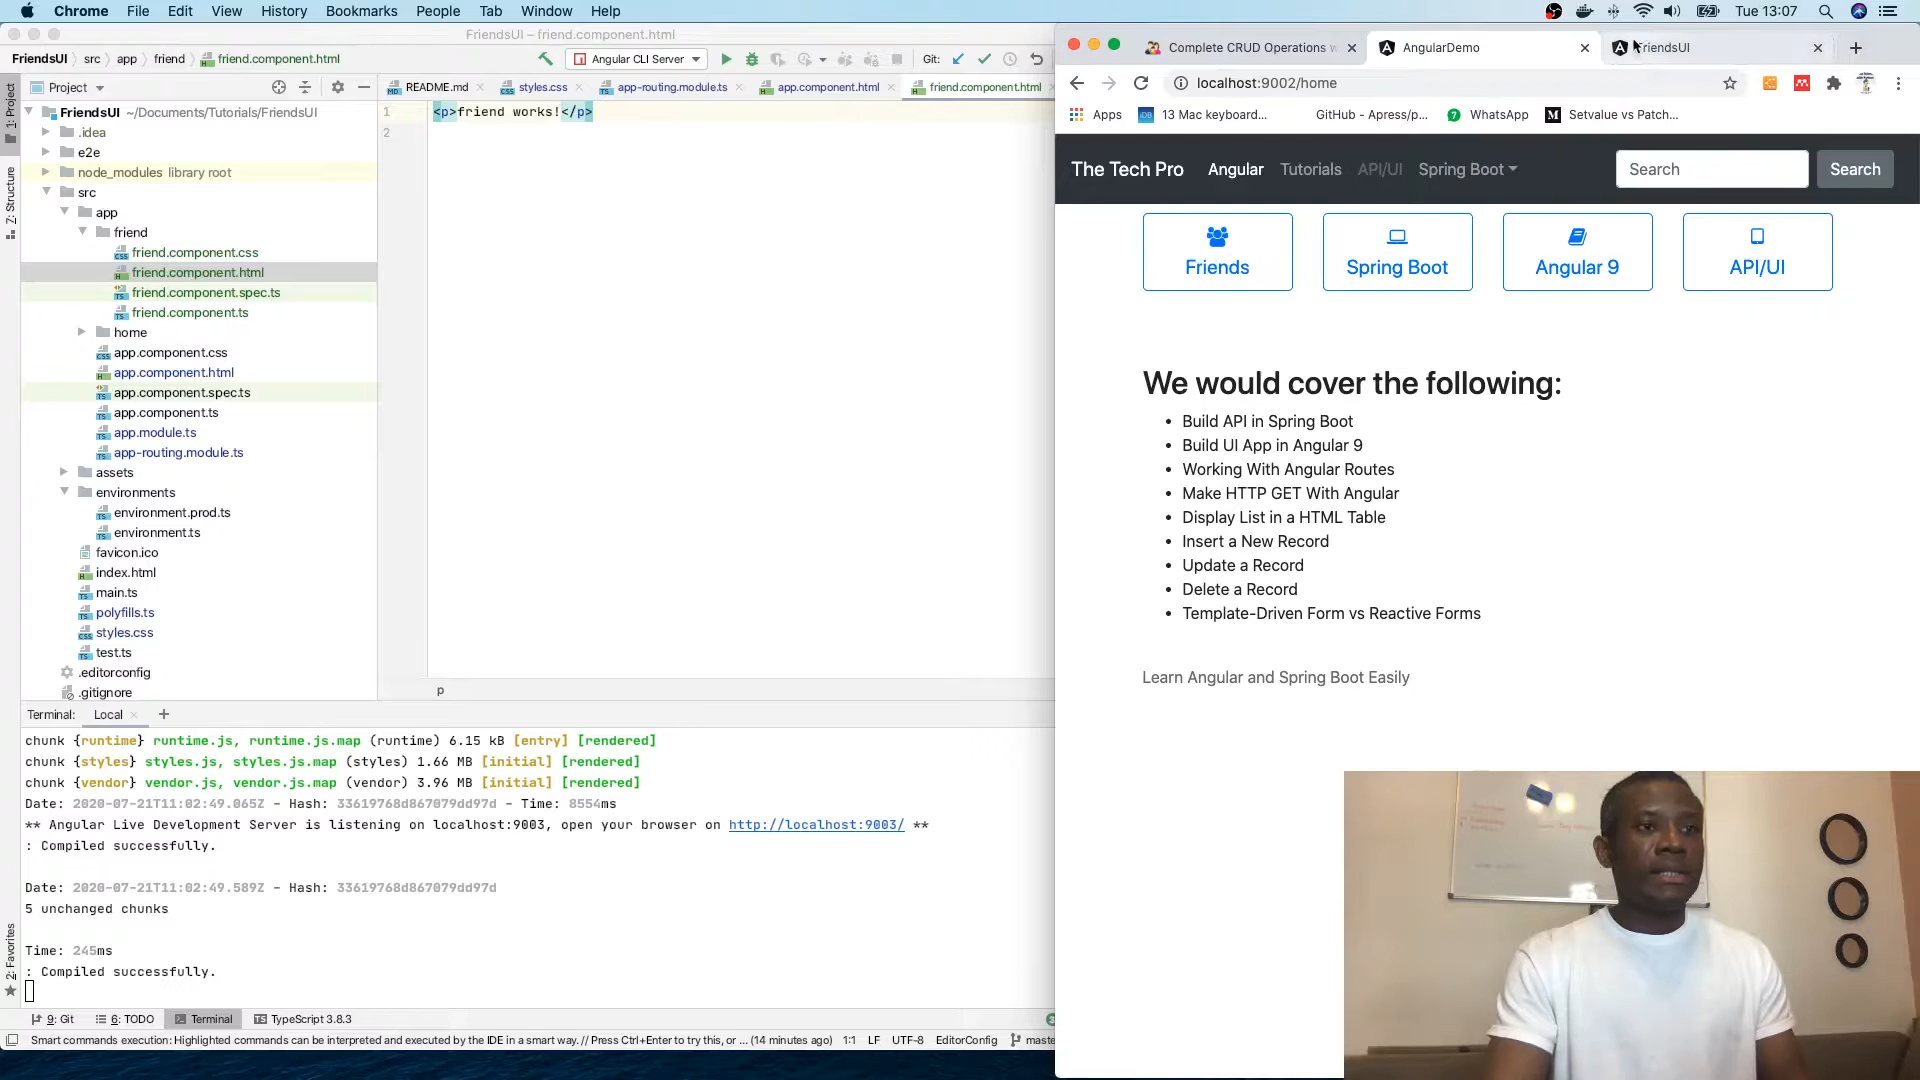 Chrome File Edit View History Bookmarks People Tab Window Help Tue 13:07
FriendsUI – friend.component.html
FriendsUI src app friend friend.component.html Angular CLI Server Git:
Project
README.md styles.css app-routing.module.ts app.component.html friend.component.html
1: Project
7: Structure
2: Favorites
FriendsUI ~/Documents/Tutorials/FriendsUI
.idea
e2e
node_modules library root
src
app
friend
friend.component.css
friend.component.html
friend.component.spec.ts
friend.component.ts
home
app.component.css
app.component.html
app.component.spec.ts
app.component.ts
app.module.ts
app-routing.module.ts
assets
environments
environment.prod.ts
environment.ts
favicon.ico
index.html
main.ts
polyfills.ts
styles.css
test.ts
.editorconfig
.gitignore
1 <p>friend works!</p>
2
p
Terminal: Local
chunk {runtime} runtime.js, runtime.js.map (runtime) 6.15 kB [entry] [rendered]
chunk {styles} styles.js, styles.js.map (styles) 1.66 MB [initial] [rendered]
chunk {vendor} vendor.js, vendor.js.map (vendor) 3.96 MB [initial] [rendered]
Date: 2020-07-21T11:02:49.065Z - Hash: 33619768d867079dd97d - Time: 8554ms
** Angular Live Development Server is listening on localhost:9003, open your browser on http://localhost:9003/ **
: Compiled successfully.
Date: 2020-07-21T11:02:49.589Z - Hash: 33619768d867079dd97d
5 unchanged chunks
Time: 245ms
: Compiled successfully.
9: Git 6: TODO Terminal TypeScript 3.8.3
Smart commands execution: Highlighted commands can be interpreted and executed by the IDE in a smart way. // Press Ctrl+Enter to try this, or ... (14 minutes ago) 1:1 LF UTF-8 EditorConfig
Complete CRUD Operations AngularDemo FriendsUI
localhost:9002/home
Apps 13 Mac keyboard... GitHub - Apress/p... WhatsApp Setvalue vs Patch...
The Tech Pro Angular Tutorials API/UI Spring Boot Search Search
Friends Spring Boot Angular 9 API/UI
We would cover the following:
• Build API in Spring Boot
• Build UI App in Angular 9
• Working With Angular Routes
• Make HTTP GET With Angular
• Display List in a HTML Table
• Insert a New Record
• Update a Record
• Delete a Record
• Template-Driven Form vs Reactive Forms
Learn Angular and Spring Boot Easily